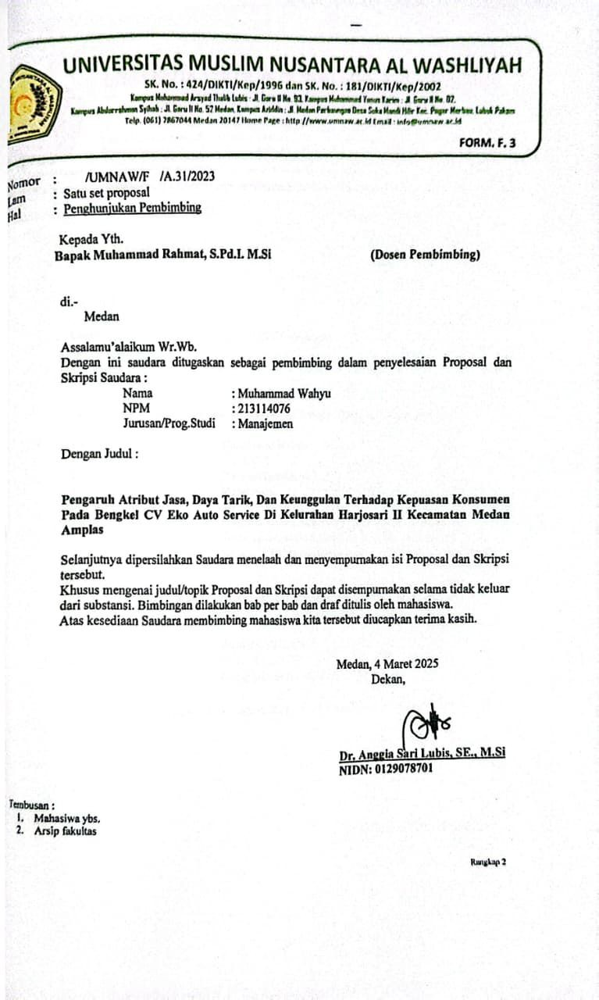 UNIVERSITAS MUSLIM NUSANTARA AL WASHLIYAH
SK. No. : 424/DIKTI/Kep/1996 dan SK. No. : 181/DIKTI/Kep/2002
Kampus Muhammad Arsyad Thalib Lubis : Jl. Garu II No. 93, Kampus Muhammad Yunus Karim : Jl. Garu II No. 02,
Kampus Abdurrahman Syihab : Jl. Garu II No. 52 Medan, Kampus Ariddin : Jl. Medan Perbaungan Desa Suka Mandi Hilir Kec. Pagar Merbau, Lubuk Pakam
Telp. (061) 7867044 Medan 20147 Home Page : http //www.umnaw.ac.id Email : info@umnaw ac.id
FORM. F. 3
Nomor : /UMNAW/F /A.31/2023
Lam : Satu set proposal
Hal : Penghunjukan Pembimbing
Kepada Yth.
Bapak Muhammad Rahmat, S.Pd.I. M.Si (Dosen Pembimbing)
di.-
Medan
Assalamu'alaikum Wr.Wb.
Dengan ini saudara ditugaskan sebagai pembimbing dalam penyelesaian Proposal dan
Skripsi Saudara :
Nama : Muhammad Wahyu
NPM : 213114076
Jurusan/Prog.Studi : Manajemen
Dengan Judul :
Pengaruh Atribut Jasa, Daya Tarik, Dan Keunggulan Terhadap Kepuasan Konsumen
Pada Bengkel CV Eko Auto Service Di Kelurahan Harjosari II Kecamatan Medan
Amplas
Selanjutnya dipersilahkan Saudara menelaah dan menyempurnakan isi Proposal dan Skripsi
tersebut.
Khusus mengenai judul/topik Proposal dan Skripsi dapat disempurnakan selama tidak keluar
dari substansi. Bimbingan dilakukan bab per bab dan draf ditulis oleh mahasiswa.
Atas kesediaan Saudara membimbing mahasiswa kita tersebut diucapkan terima kasih.
Medan, 4 Maret 2025
Dekan,
Dr. Anggia Sari Lubis, SE., M.Si
NIDN: 0129078701
Tembusan :
1. Mahasiwa ybs.
2. Arsip fakultas
Rangkap 2